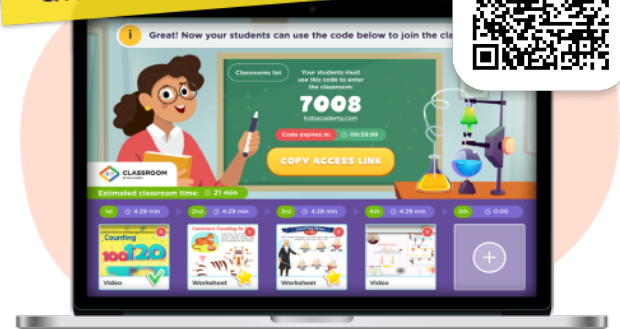 Great! Now your students can use the code below to join the cla
Classrooms list
Your students must
use this code to enter
the classroom:
7008
kidsacademy.com
Code expires in: 00:59:99
COPY ACCESS LINK
CLASSROOM
Estimated classroom time: 21 min
1st 4.29 min 2nd 4.29 min 3rd 4.29 min 4th 4.29 min 5th 0:00
Counting
100 120
Video
Worksheet
Worksheet
Video